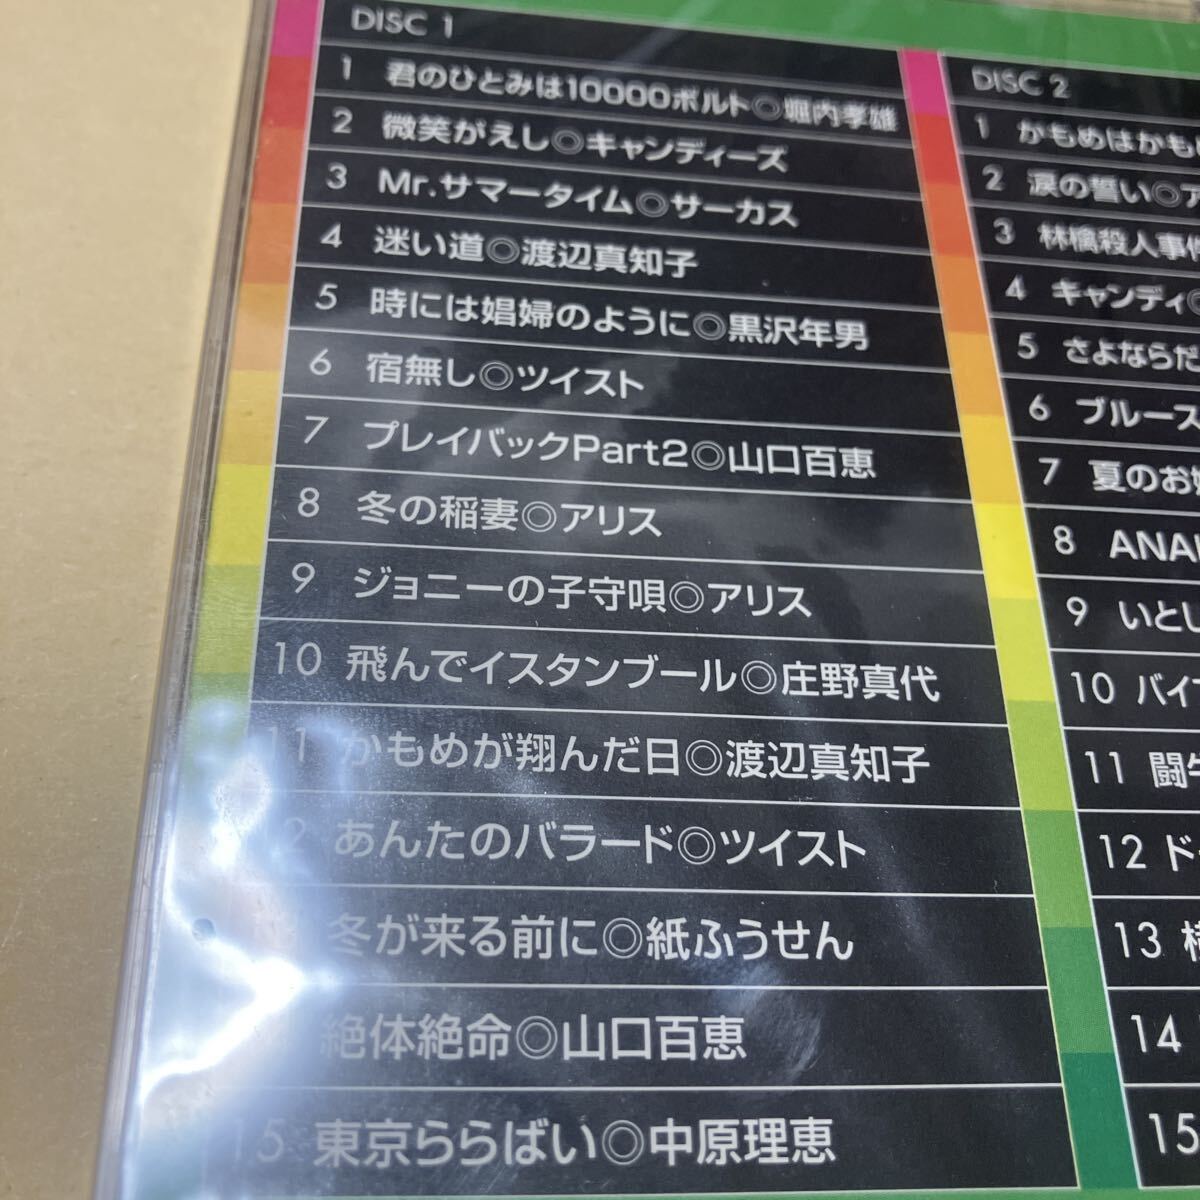 DISC 1
1 君のひとみは10000ボルト◎堀内孝雄
2 微笑がえし◎キャンディーズ
3 Mr.サマータイム◎サーカス
4 迷い道◎渡辺真知子
5 時には娼婦のように◎黒沢年男
6 宿無し◎ツイスト
7 プレイバックPart2◎山口百恵
8 冬の稲妻◎アリス
9 ジョニーの子守唄◎アリス
10 飛んでイスタンブール◎庄野真代
11 かもめが翔んだ日◎渡辺真知子
2 あんたのバラード◎ツイスト
冬が来る前に◎紙ふうせん
絶体絶命◎山口百恵
15 東京ららばい◎中原理恵
DISC 2
1 かもめはかも
2 涙の誓い◎
3 林檎殺人事
4 キャンディ
5 さよならだ
6 ブルース
7 夏のお
8 ANA
9 いとし
10 バイ
11 闘
12 ド
13
14
15